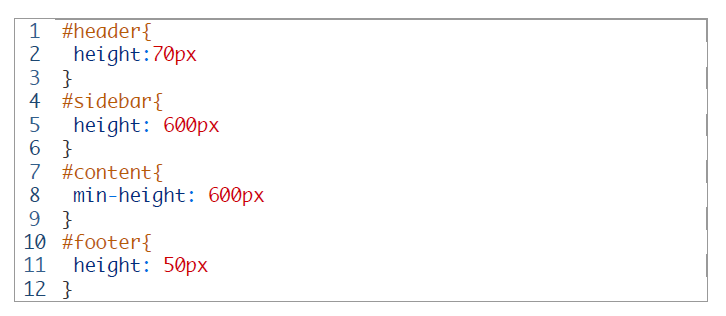 1 #header{
2 height:70px
3 }
4 #sidebar{
5 height: 600px
6 }
7 #content{
8 min-height: 600px
9 }
10 #footer{
11 height: 50px
12 }